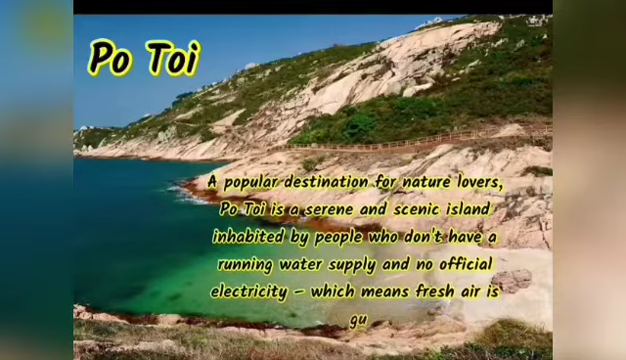 Po Toi
A popular destination for nature lovers,
Po Toi is a serene and scenic island
inhabited by people who don't have a
running water supply and no official
electricity – which means fresh air is
gu